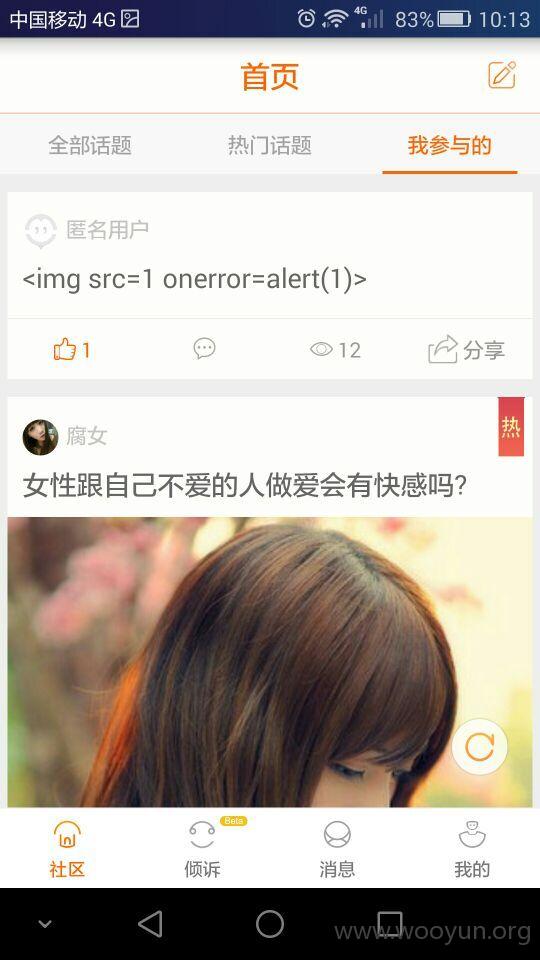 中国移动 4G 4G 83% 10:13
首页
全部话题 热门话题 我参与的
匿名用户
<img src=1 onerror=alert(1)>
1 12 分享
腐女 热
女性跟自己不爱的人做爱会有快感吗?
Beta
社区 倾诉 消息 我的
www.wooyun.org